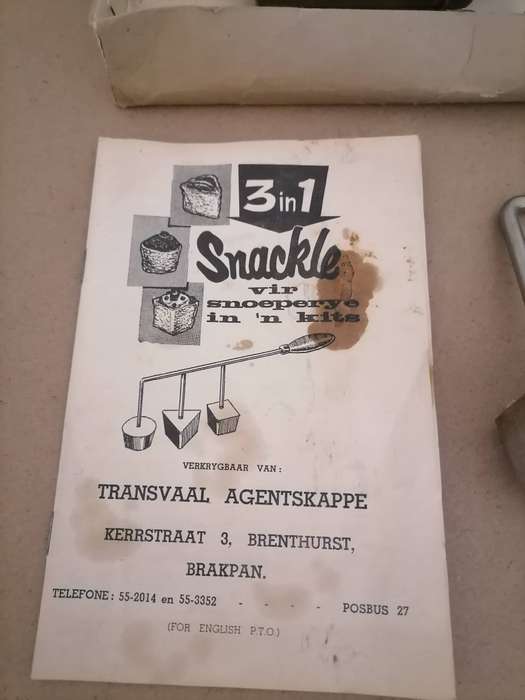 3 in 1
Snackle
vir
snoeperye
in 'n kits
VERKRYGBAAR VAN:
TRANSVAAL AGENTSKAPPE
KERRSTRAAT 3, BRENTHURST,
BRAKPAN.
TELEFONE: 55-2014 en 55-3352 - - - - POSBUS 27
(FOR ENGLISH P.T.O.)